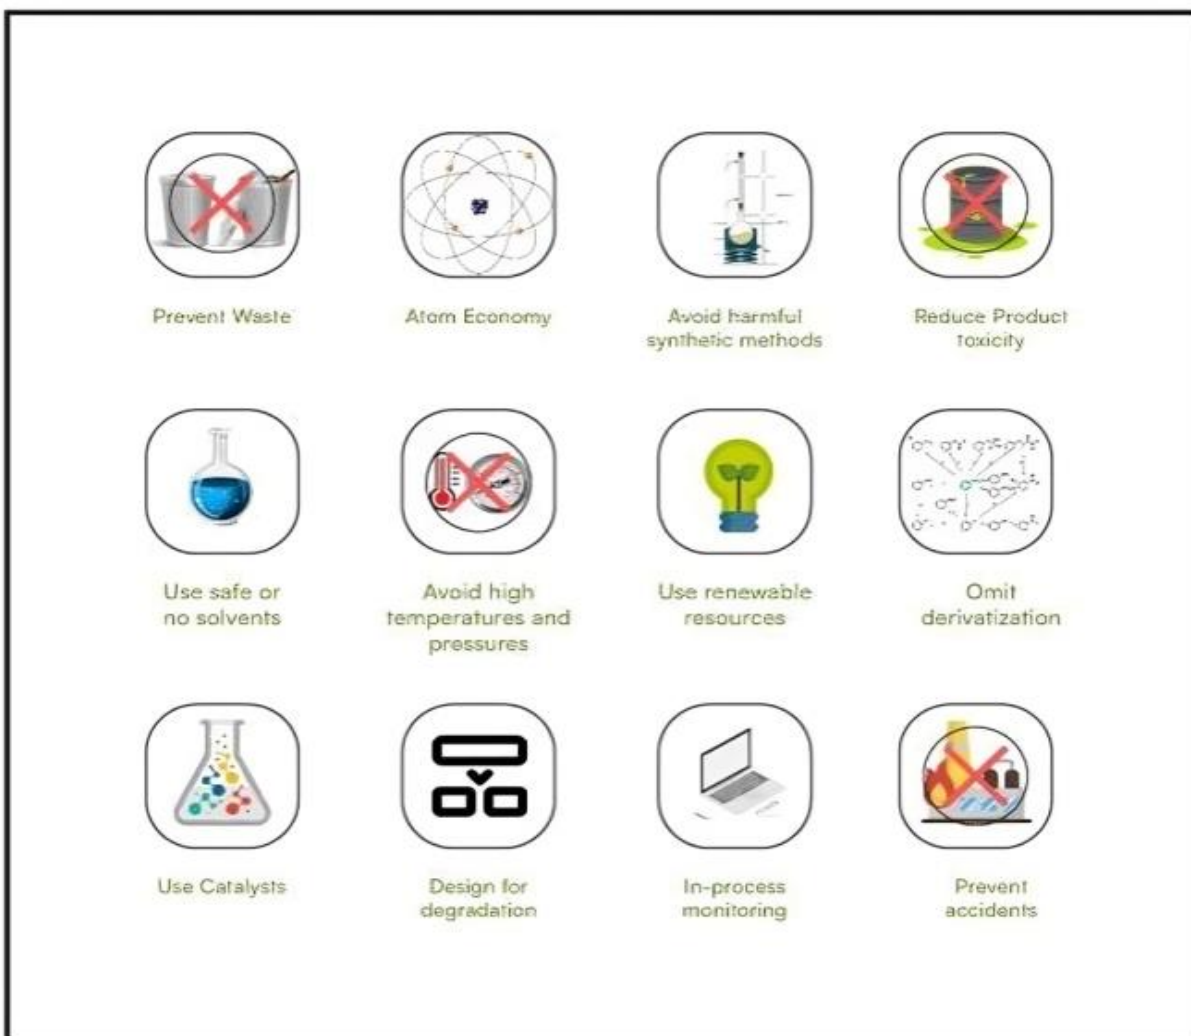 Prevent Waste
Atom Economy
Avoid harmful
synthetic methods
Reduce Product
toxicity
Use safe or
no solvents
Avoid high
temperatures and
pressures
Use renewable
resources
Omit
derivatization
Use Catalysts
Design for
degradation
In-process
monitoring
Prevent
accidents